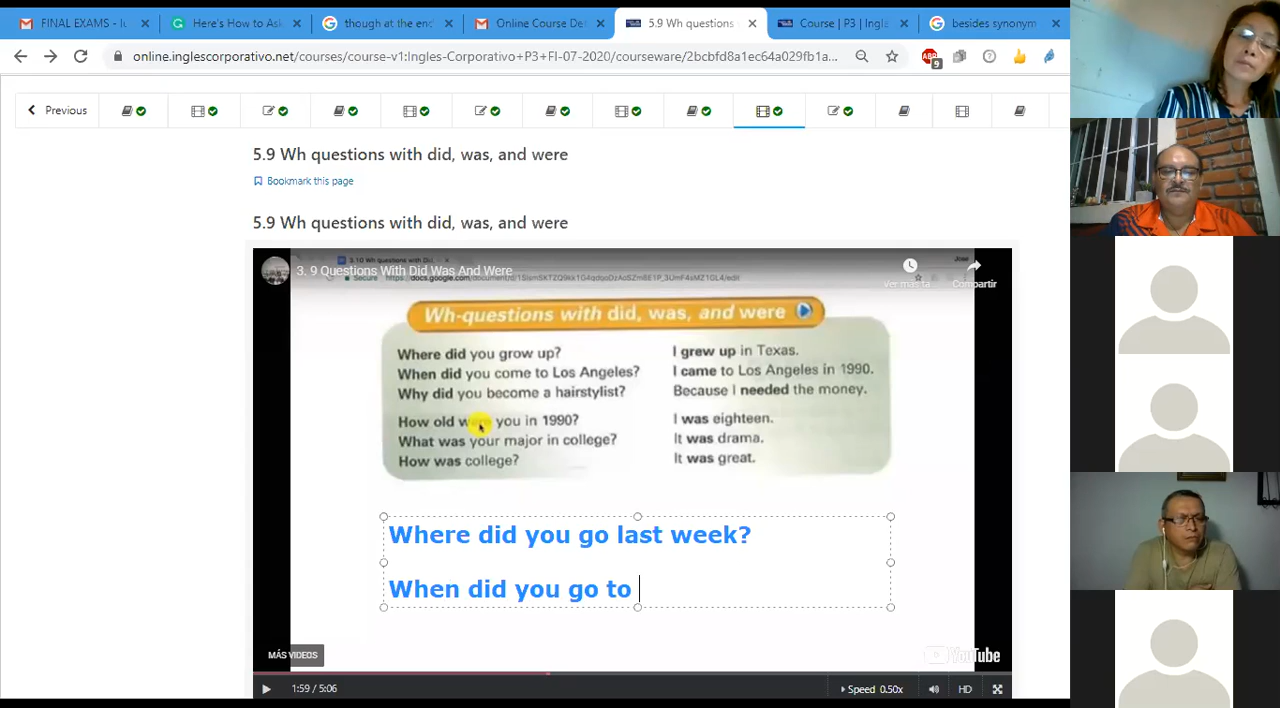 FINAL EXAMS - I
Here's How to Ask
though at the end
Online Course De
5.9 Wh questions
Course | P3 | Ingle
besides synonym
online.inglescorporativo.net/courses/course-v1:Ingles-Corporativo+P3+I-07-2020/courseware/2bcbfd8a1ec64a029fb1a...
9
Previous
5.9 Wh questions with did, was, and were
Bookmark this page
5.9 Wh questions with did, was, and were
3. 9 Questions With Did Was And Were
Compartir
Wh-questions with did, was, and were
Where did you grow up? I grew up in Texas.
When did you come to Los Angeles? I came to Los Angeles in 1990.
Why did you become a hairstylist? Because I needed the money.
How old were you in 1990? I was eighteen.
What was your major in college? It was drama.
How was college? It was great.
Where did you go last week?
When did you go to
MÁS VIDEOS
YouTube
1:59 / 5:06
Speed 0.50x
HD